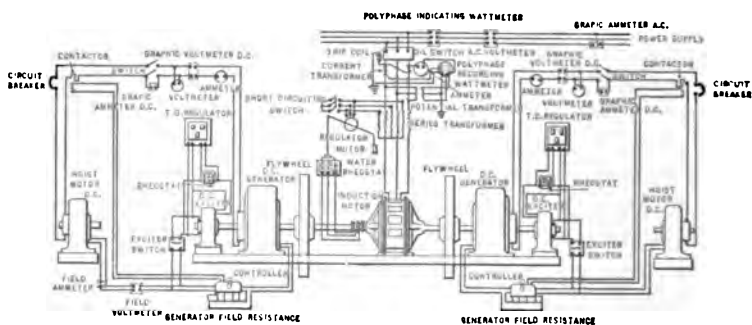 POLYPHASE INDICATING WATTMETER
GRAPIC AMMETER A.C.
POWER SUPPLY
TRIP COIL
OIL SWITCH
A.C. VOLTMETER
CURRENT
TRANSFORMER
POLYPHASE
RECORDING
WATTMETER
AMMETER
POTENTIAL TRANSFORMER
SERIES TRANSFORMER
CONTACTOR
GRAPHIC VOLTMETER D.C.
SWITCH
CIRCUIT
BREAKER
GRAPIC
AMMETER D.C.
VOLTMETER
AMMETER
SHORT CIRCUITING
SWITCH
T.D. REGULATOR
REGULATOR
MOTOR
WATER
RHEOSTAT
FLYWHEEL
D.C.
GENERATOR
RHEOSTAT
D.C.
EXCITER
INDUCTION
MOTOR
HOIST
MOTOR
D.C.
EXCITER
SWITCH
FIELD
AMMETER
FIELD
VOLTMETER
CONTROLLER
GENERATOR FIELD RESISTANCE
GRAPHIC
VOLTMETER D.C.
CONTACTOR
SWITCH
CIRCUIT
BREAKER
AMMETER
VOLTMETER
GRAPHIC
AMMETER D.C.
T.D. REGULATOR
FLYWHEEL
D.C.
GENERATOR
RHEOSTAT
D.C.
EXCITER
HOIST
MOTOR
D.C.
EXCITER
SWITCH
CONTROLLER
GENERATOR FIELD RESISTANCE